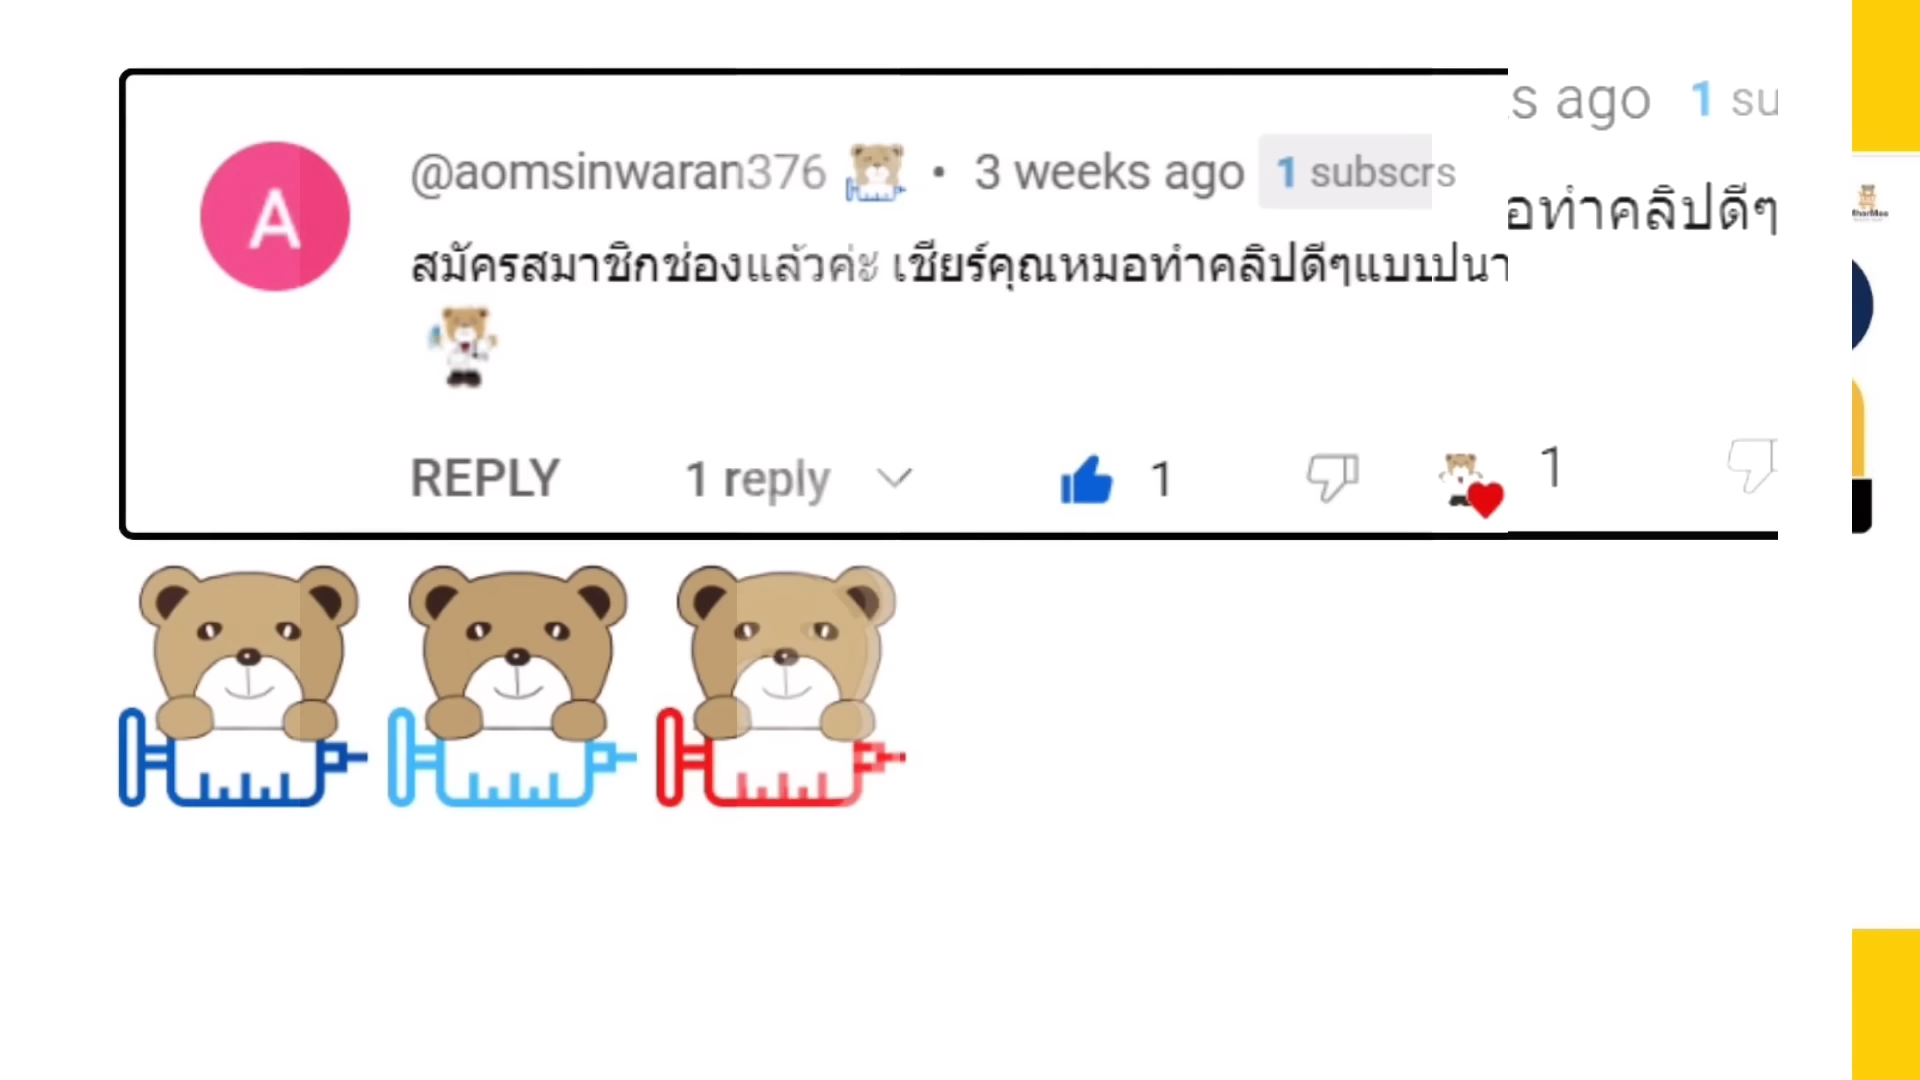 A
@aomsinwaran376 • 3 weeks ago 1 subscrs
สมัครสมาชิกช่องแล้วค่ะ เชียร์คุณหมอทำคลิปดีๆแบบ
REPLY 1 reply 1
s ago 1 su
อทำคลิปดีๆ
1